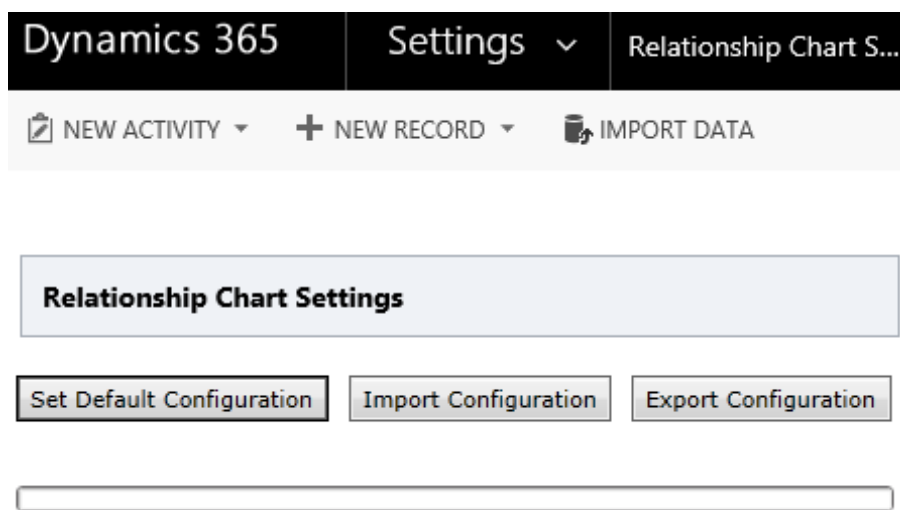 Dynamics 365 Settings Relationship Chart S...
NEW ACTIVITY NEW RECORD IMPORT DATA
Relationship Chart Settings
Set Default Configuration Import Configuration Export Configuration